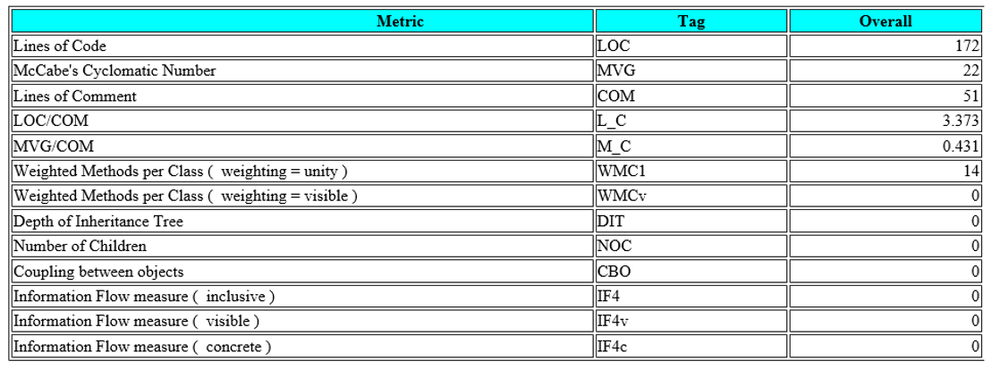 Metric Tag Overall
Lines of Code LOC 172
McCabe's Cyclomatic Number MVG 22
Lines of Comment COM 51
LOC/COM L_C 3.373
MVG/COM M_C 0.431
Weighted Methods per Class ( weighting = unity ) WMC1 14
Weighted Methods per Class ( weighting = visible ) WMCv 0
Depth of Inheritance Tree DIT 0
Number of Children NOC 0
Coupling between objects CBO 0
Information Flow measure ( inclusive ) IF4 0
Information Flow measure ( visible ) IF4v 0
Information Flow measure ( concrete ) IF4c 0